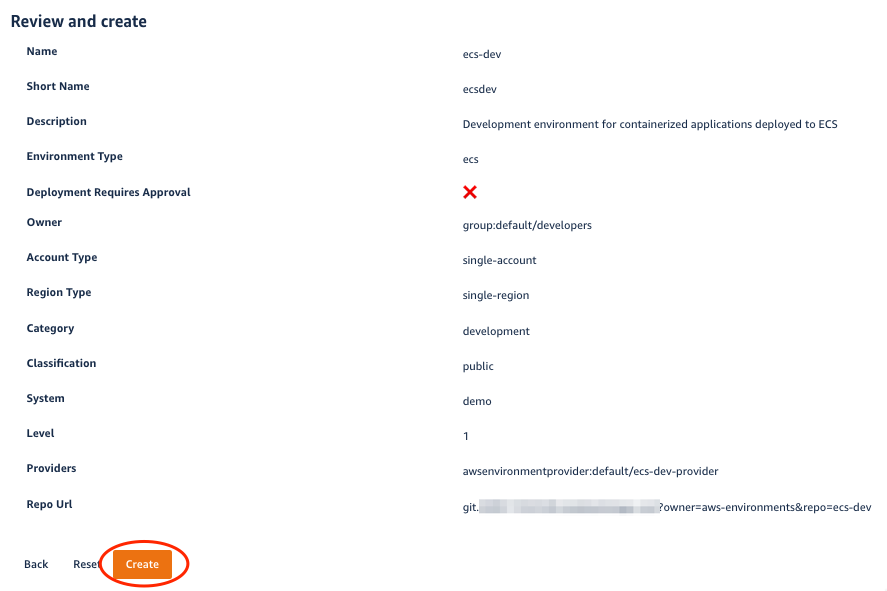 Review and create
Name ecs-dev
Short Name ecsdev
Description Development environment for containerized applications deployed to ECS
Environment Type ecs
Deployment Requires Approval
Owner group:default/developers
Account Type single-account
Region Type single-region
Category development
Classification public
System demo
Level 1
Providers awsenvironmentprovider:default/ecs-dev-provider
Repo Url git. ?owner=aws-environments&repo=ecs-dev
Back Reset Create